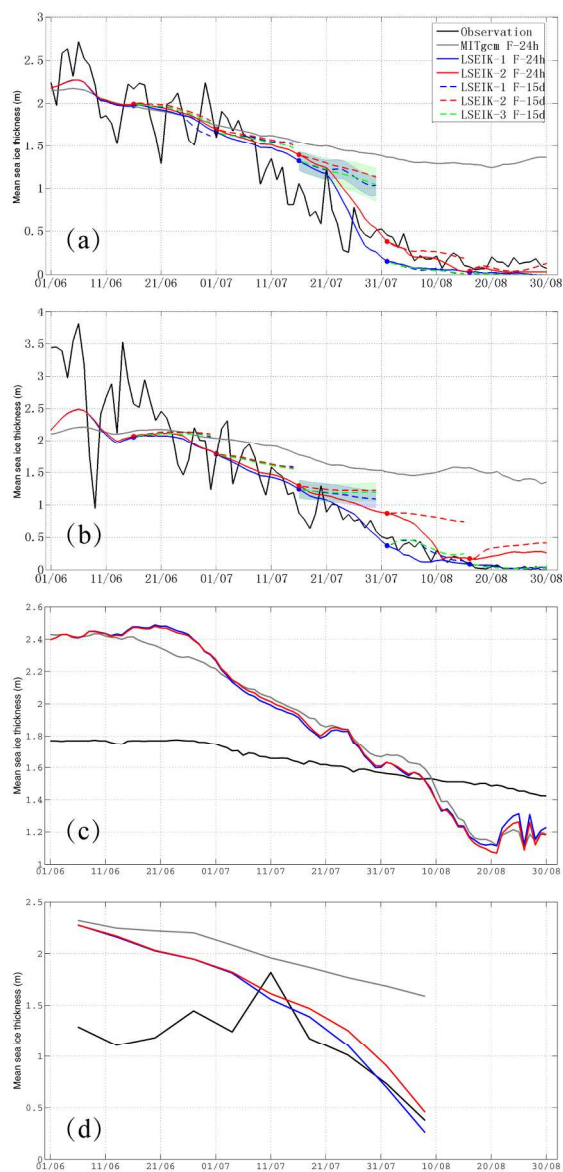 Mean sea ice thickness (m)
3
2.5
2
1.5
1
0.5
0
Observation
MITgcm F-24h
LSEIK-1 F-24h
LSEIK-2 F-24h
LSEIK-1 F-15d
LSEIK-2 F-15d
LSEIK-3 F-15d
(a)
01/06 11/06 21/06 01/07 11/07 21/07 31/07 10/08 20/08 30/08
Mean sea ice thickness (m)
4
3.5
3
2.5
2
1.5
1
0.5
0
(b)
01/06 11/06 21/06 01/07 11/07 21/07 31/07 10/08 20/08 30/08
Mean sea ice thickness (m)
2.6
2.4
2.2
2
1.8
1.6
1.4
1.2
1
(c)
01/06 11/06 21/06 01/07 11/07 21/07 31/07 10/08 20/08 30/08
Mean sea ice thickness (m)
2.5
2
1.5
1
0.5
0
(d)
01/06 11/06 21/06 01/07 11/07 21/07 31/07 10/08 20/08 30/08